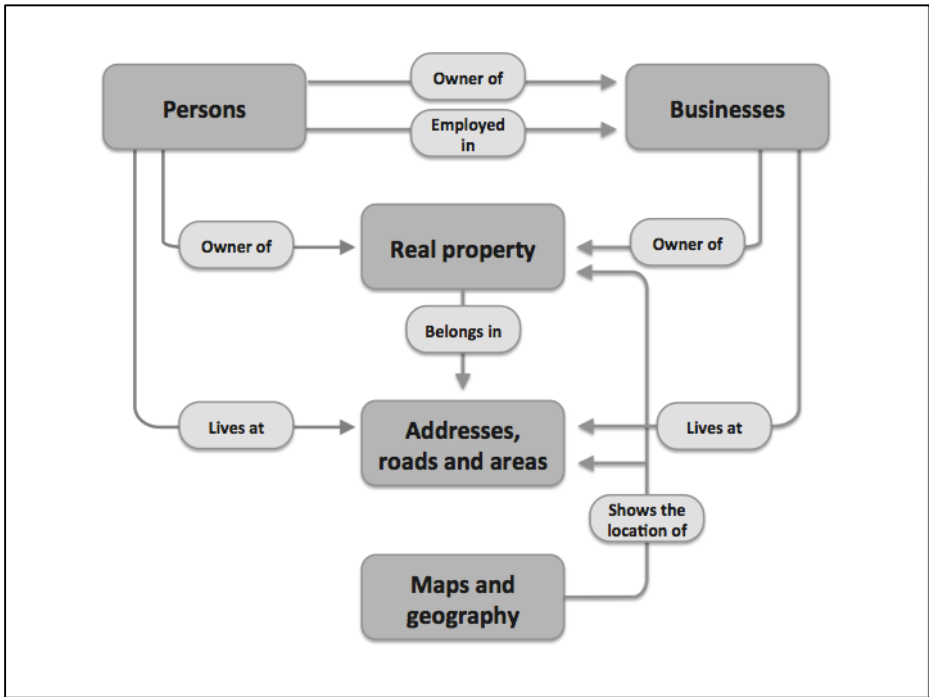 Owner of
Persons
Businesses
Employed
in
Owner of
Real property
Owner of
Belongs in
Lives at
Addresses,
roads and areas
Lives at
Shows the
location of
Maps and
geography